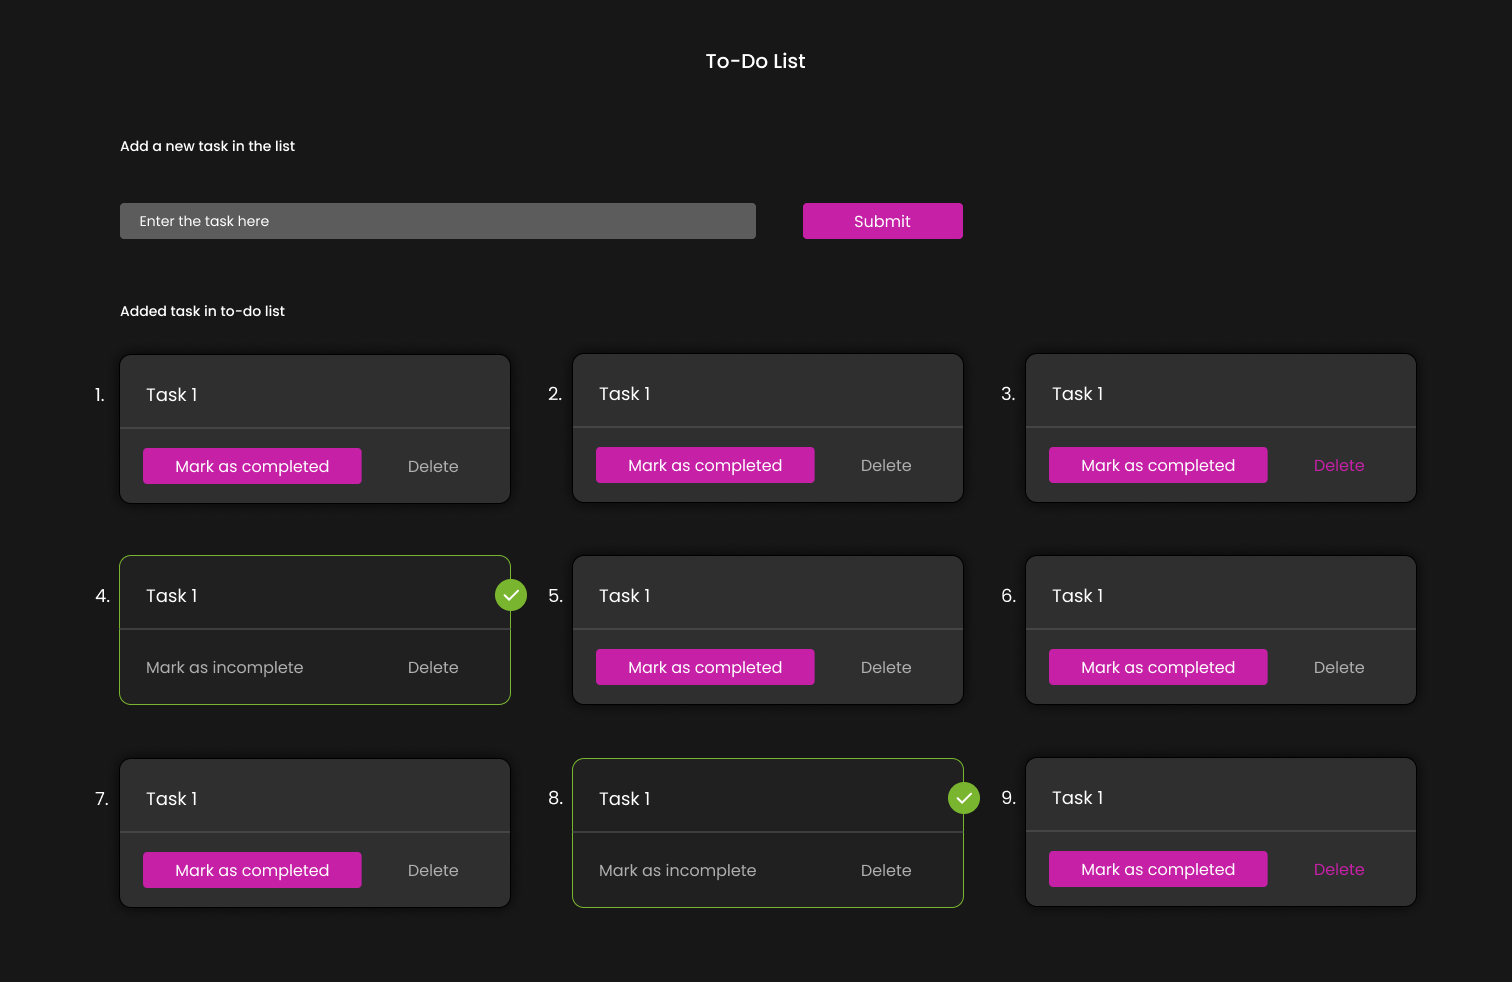 To-Do List
Add a new task in the list
Enter the task here
Submit
Added task in to-do list
1.
Task 1
Mark as completed
Delete
2.
Task 1
Mark as completed
Delete
3.
Task 1
Mark as completed
Delete
4.
Task 1
Mark as incomplete
Delete
5.
Task 1
Mark as completed
Delete
6.
Task 1
Mark as completed
Delete
7.
Task 1
Mark as completed
Delete
8.
Task 1
Mark as incomplete
Delete
9.
Task 1
Mark as completed
Delete